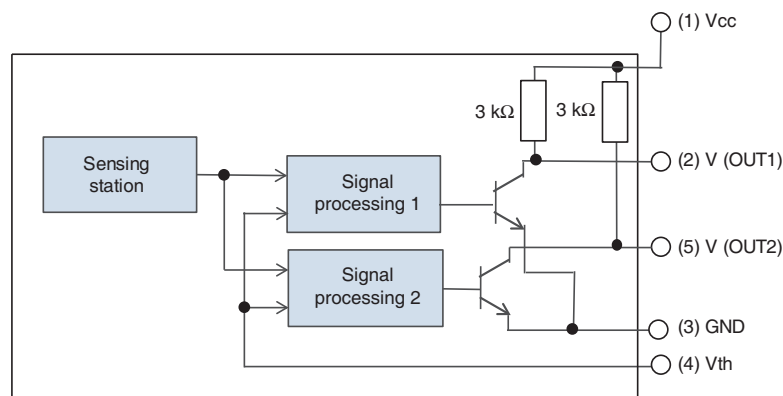 (1) Vcc
3 kΩ
3 kΩ
Sensing
station
Signal
processing 1
(2) V (OUT1)
Signal
processing 2
(5) V (OUT2)
(3) GND
(4) Vth